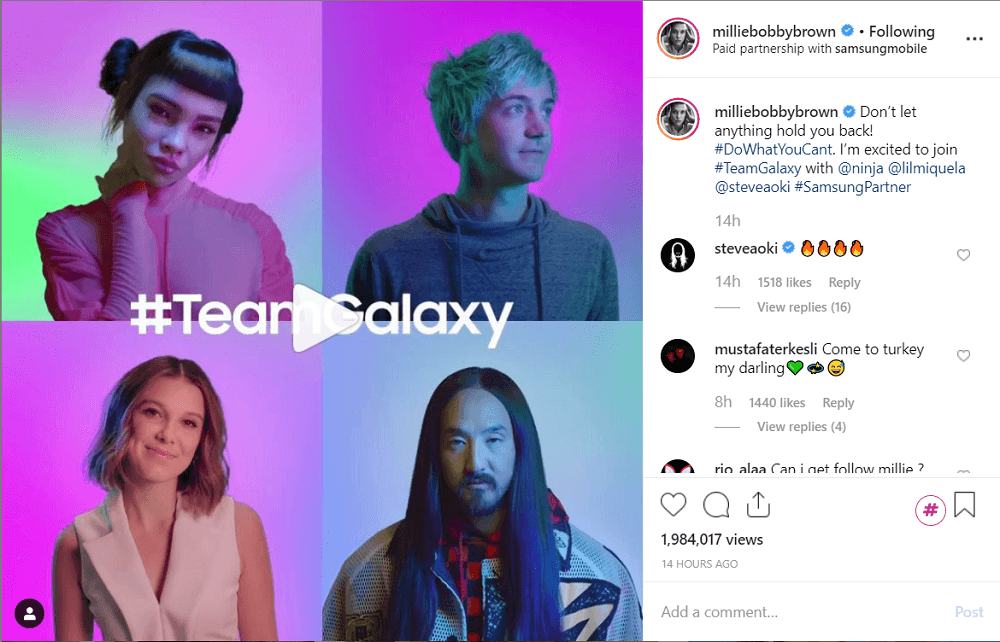 #TeamGalaxy
milliebobbybrown • Following
Paid partnership with samsungmobile
milliebobbybrown Don’t let
anything hold you back!
#DoWhatYouCant. I’m excited to join
#TeamGalaxy with @ninja @lilmiquela
@steveaoki #SamsungPartner
14h
steveaoki 🔥🔥🔥🔥
14h 1518 likes Reply
View replies (16)
mustafaterkesli Come to turkey
my darling💚💫😅
8h 1440 likes Reply
View replies (4)
rio_alaa Can i get follow millie ?
#
1,984,017 views
14 HOURS AGO
Add a comment... Post